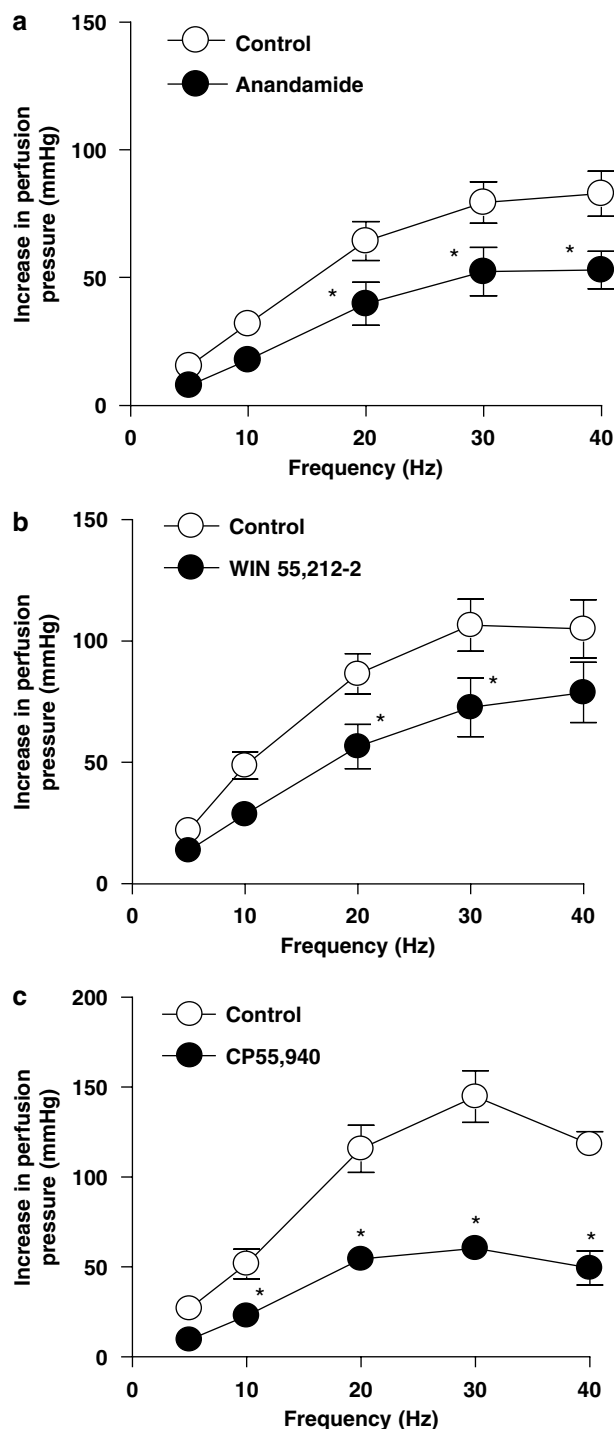 a
150
Control
Anandamide
Increase in perfusion
pressure (mmHg)
100
*
*
*
50
0
0
10
20
30
40
Frequency (Hz)
b
150
Control
WIN 55,212-2
Increase in perfusion
pressure (mmHg)
100
*
*
50
0
0
10
20
30
40
Frequency (Hz)
c
200
Control
CP55,940
Increase in perfusion
pressure (mmHg)
150
100
*
*
*
*
50
0
0
10
20
30
40
Frequency (Hz)